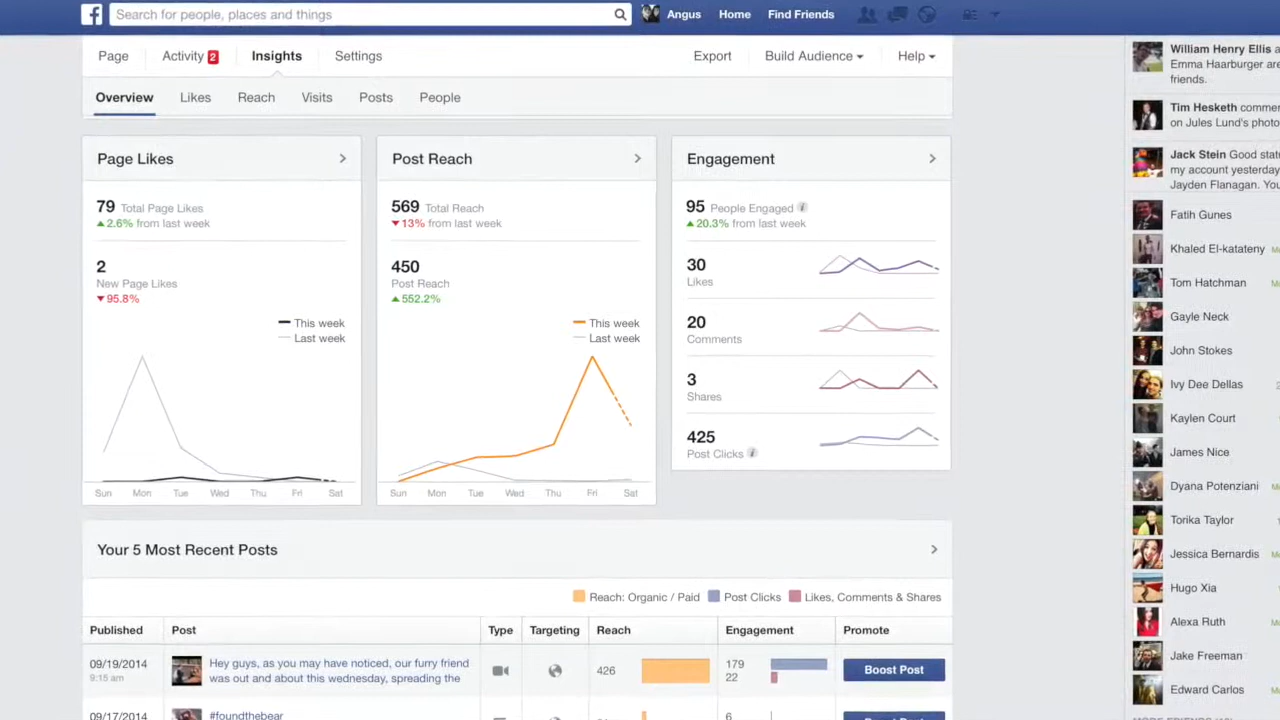 Search for people, places and things
Angus
Home
Find Friends
Page
Activity 2
Insights
Settings
Export
Build Audience
Help
Overview
Likes
Reach
Visits
Posts
People
Page Likes
79 Total Page Likes
2.6% from last week
2
New Page Likes
95.8%
This week
Last week
Sun Mon Tue Wed Thu Fri Sat
Post Reach
569 Total Reach
13% from last week
450
Post Reach
552.2%
This week
Last week
Sun Mon Tue Wed Thu Fri Sat
Engagement
95 People Engaged
20.3% from last week
30
Likes
20
Comments
3
Shares
425
Post Clicks
Your 5 Most Recent Posts
Reach: Organic / Paid Post Clicks Likes, Comments & Shares
Published Post Type Targeting Reach Engagement Promote
09/19/2014
9:15 am
Hey guys, as you may have noticed, our furry friend
was out and about this wednesday, spreading the
426
179
22
Boost Post
09/17/2014
#foundthebear
6
Boost Post
William Henry Ellis a
Emma Haarburger are
friends.
Tim Hesketh commer
on Jules Lund's photo
Jack Stein Good stat
my account yesterday
Jayden Flanagan. You
Fatih Gunes
Khaled El-katateny
Tom Hatchman
Gayle Neck
John Stokes
Ivy Dee Dellas
Kaylen Court
James Nice
Dyana Potenziani
Torika Taylor
Jessica Bernardis
Hugo Xia
Alexa Ruth
Jake Freeman
Edward Carlos